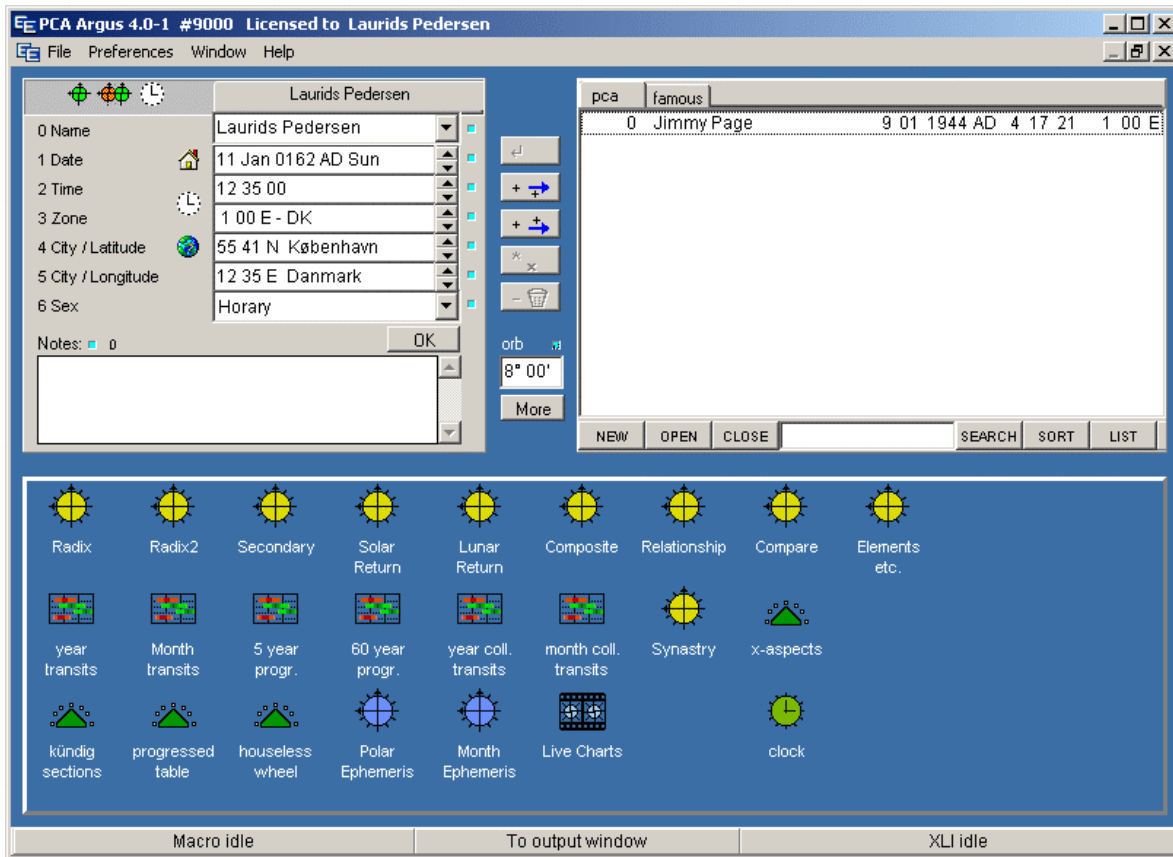 PCA Argus 4.0-1 #9000 Licensed to Laurids Pedersen
File Preferences Window Help
Laurids Pedersen
0 Name Laurids Pedersen
1 Date 11 Jan 0162 AD Sun
2 Time 12 35 00
3 Zone 1 00 E - DK
4 City / Latitude 55 41 N København
5 City / Longitude 12 35 E Danmark
6 Sex Horary
Notes: 0 OK
orb
8° 00'
More
pca famous
0 Jimmy Page 9 01 1944 AD 4 17 21 1 00 E
NEW OPEN CLOSE SEARCH SORT LIST
Radix Radix2 Secondary Solar Return Lunar Return Composite Relationship Compare Elements etc.
year transits Month transits 5 year progr. 60 year progr. year coll. transits month coll. transits Synastry x-aspects
kündig sections progressed table houseless wheel Polar Ephemeris Month Ephemeris Live Charts clock
Macro idle To output window XLI idle